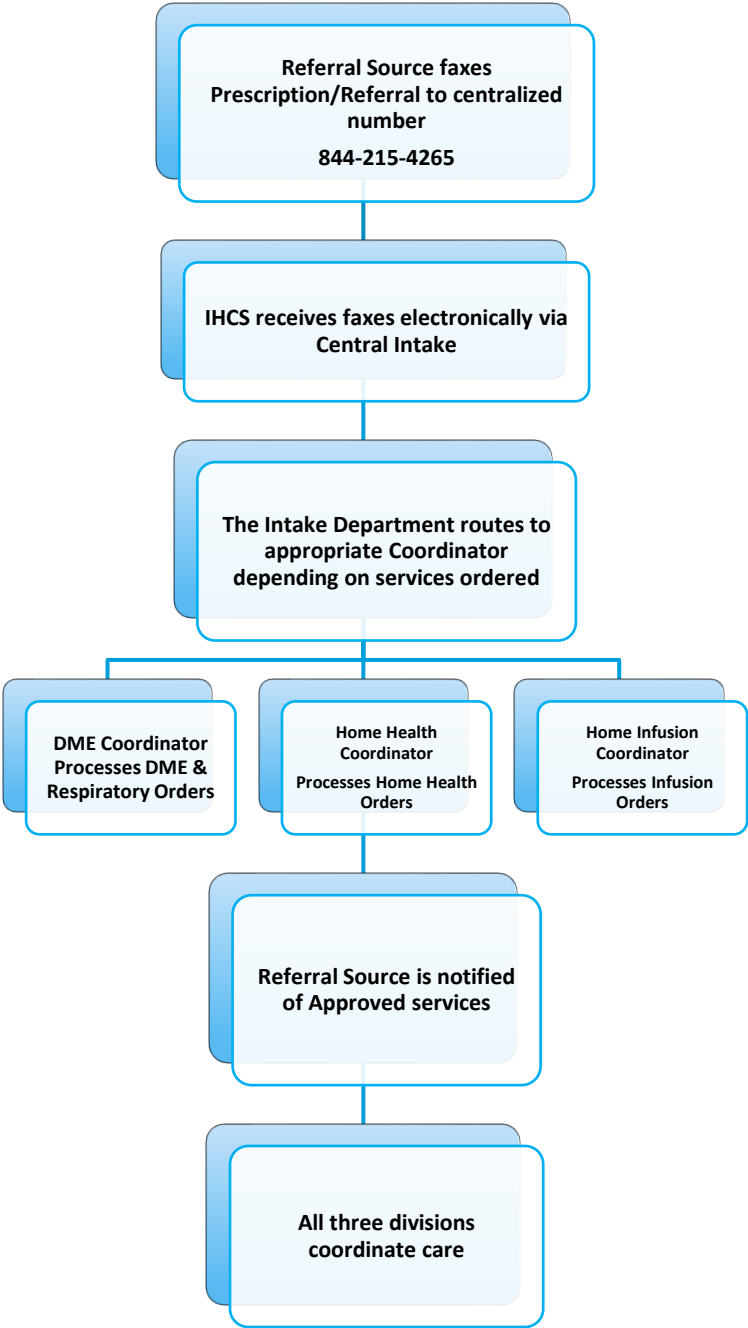 Referral Source faxes
Prescription/Referral to centralized
number
844-215-4265
IHCS receives faxes electronically via
Central Intake
The Intake Department routes to
appropriate Coordinator
depending on services ordered
DME Coordinator
Processes DME &
Respiratory Orders
Home Health
Coordinator
Processes Home Health
Orders
Home Infusion
Coordinator
Processes Infusion
Orders
Referral Source is notified
of Approved services
All three divisions
coordinate care